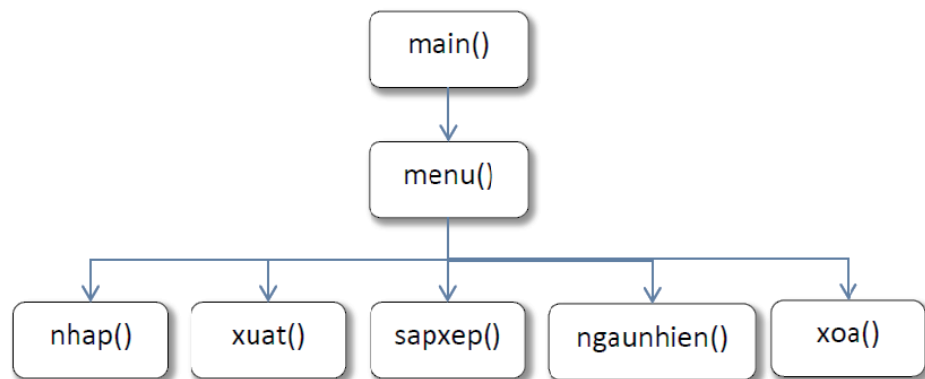 main()
menu()
nhap()
xuat()
sapxep()
ngaunhien()
xoa()